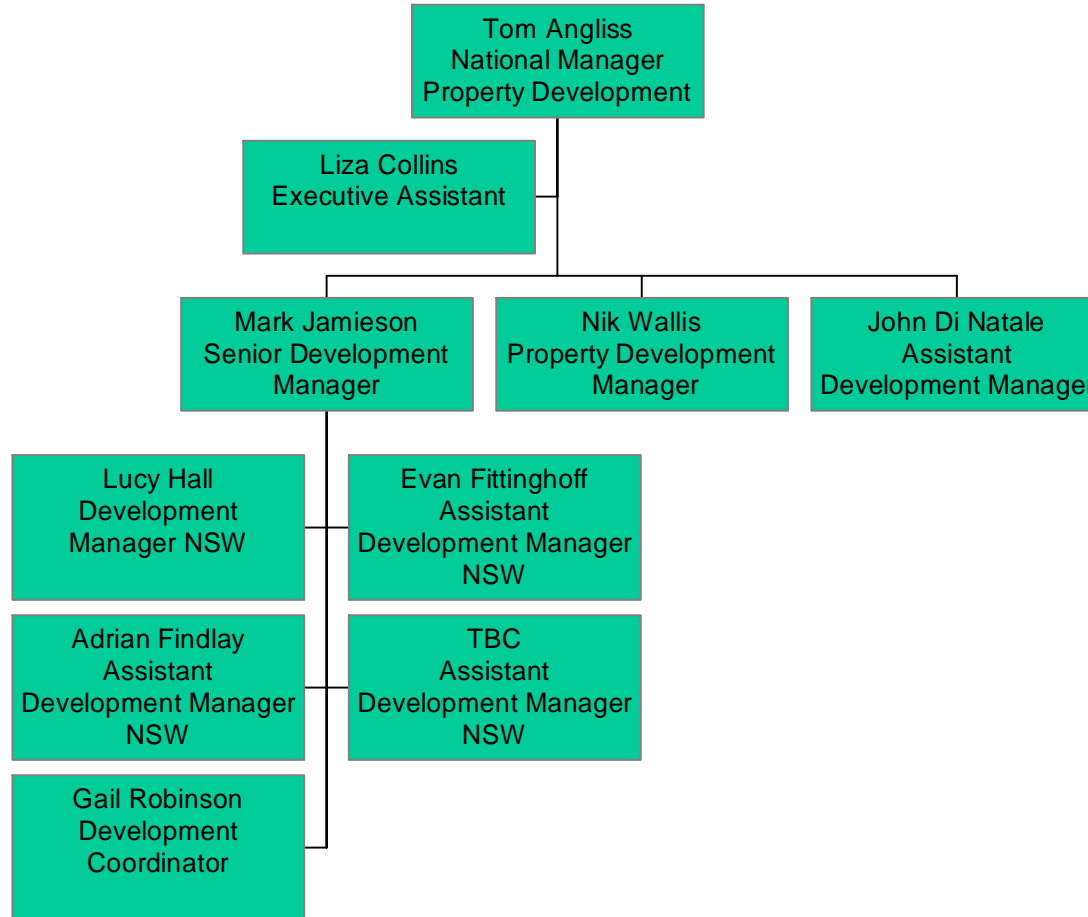 Tom Angliss
National Manager
Property Development
Liza Collins
Executive Assistant
Mark Jamieson
Senior Development
Manager
Nik Wallis
Property Development
Manager
John Di Natale
Assistant
Development Manager
Lucy Hall
Development
Manager NSW
Evan Fittinghoff
Assistant
Development Manager
NSW
Adrian Findlay
Assistant
Development Manager
NSW
TBC
Assistant
Development Manager
NSW
Gail Robinson
Development
Coordinator